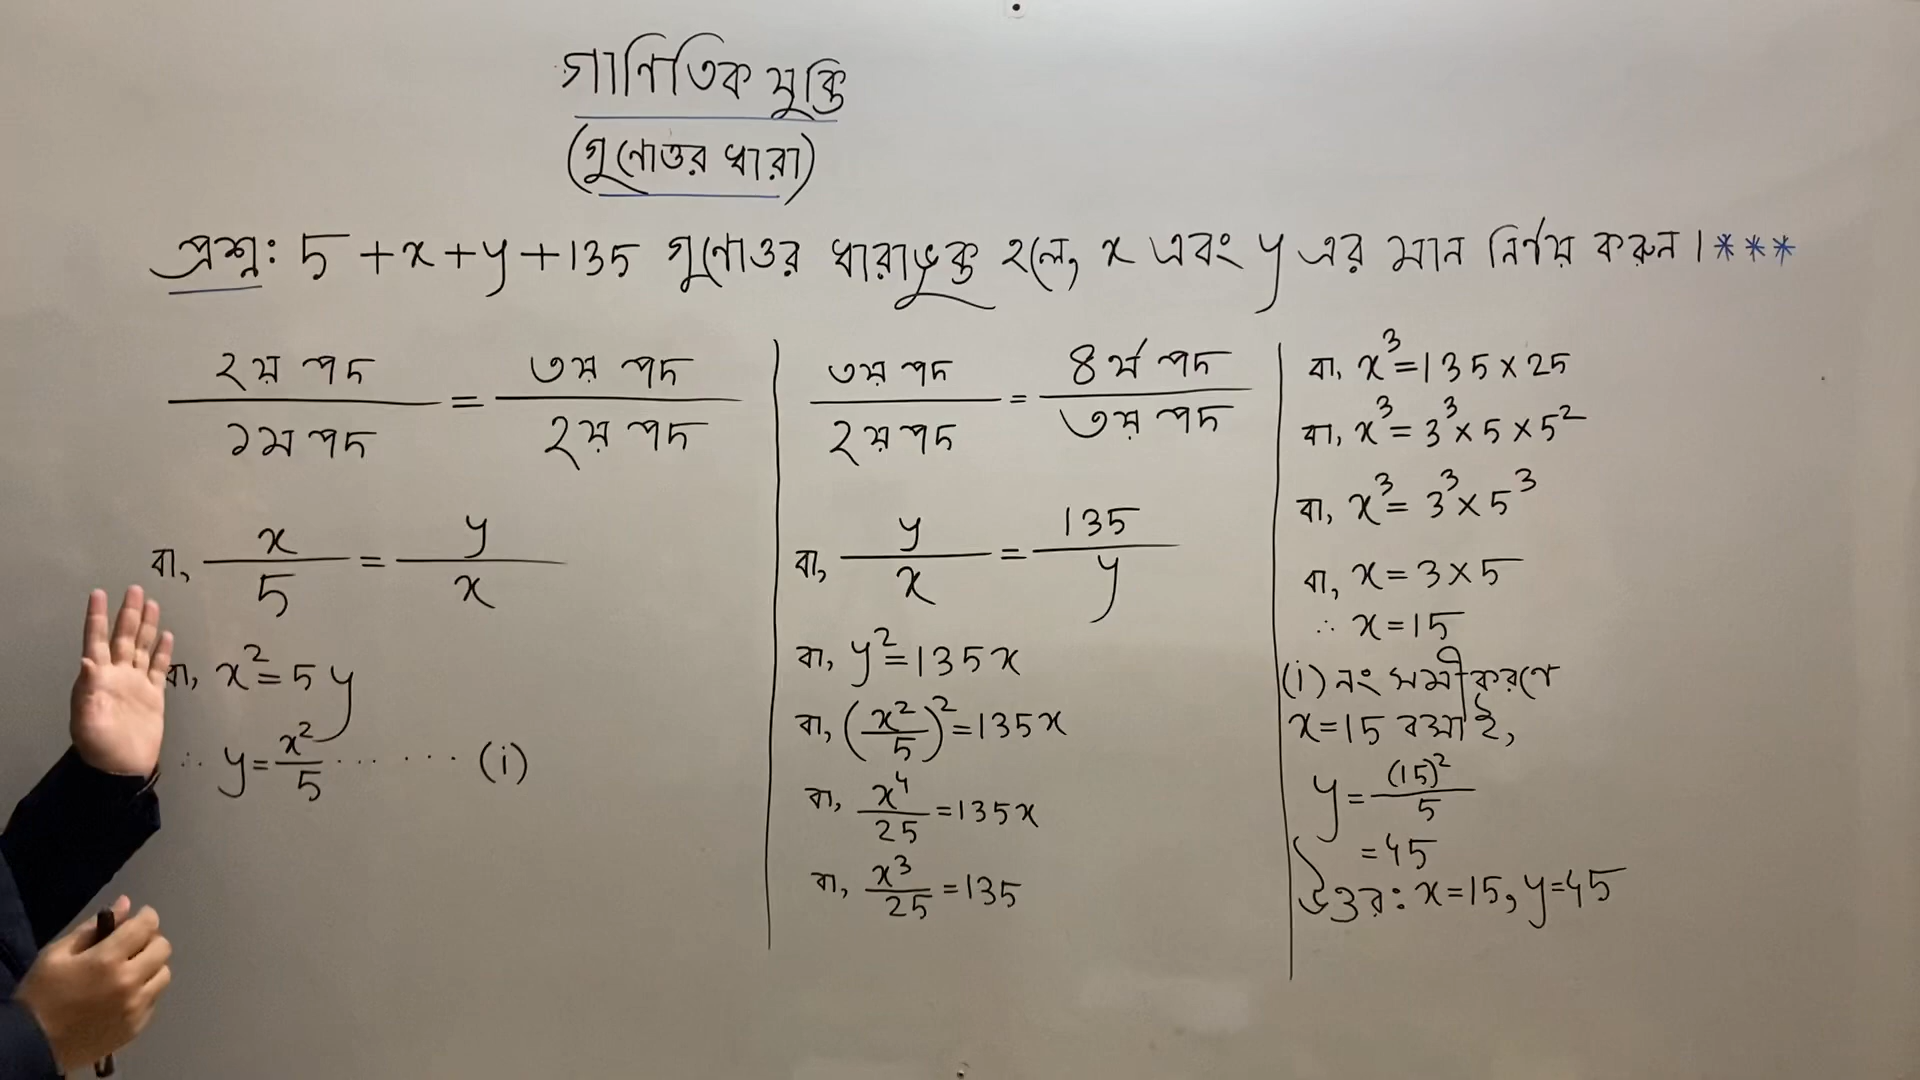 গাণিতিক যুক্তি
(গুনোত্তর ধারা)
প্রশ্ন: 5+x+y+135 গুনোত্তর ধারাভুক্ত হলে, x এবং y এর মান নির্ণয় করুন।***
২য় পদ / ১ম পদ = ৩য় পদ / ২য় পদ
বা, x/5 = y/x
বা, x²=5y
∴ y=x²/5 ...... (i)
৩য় পদ / ২য় পদ = 8র্থ পদ / ৩য় পদ
বা, y/x = 135/y
বা, y²=135x
বা, (x²/5)²=135x
বা, x⁴/25=135x
বা, x³/25=135
বা, x³=135×25
বা, x³=3³×5×5²
বা, x³=3³×5³
বা, x=3×5
∴ x=15
(i) নং সমীকরণে
x=15 বসাই,
y=(15)²/5
=45
উত্তর: x=15, y=45